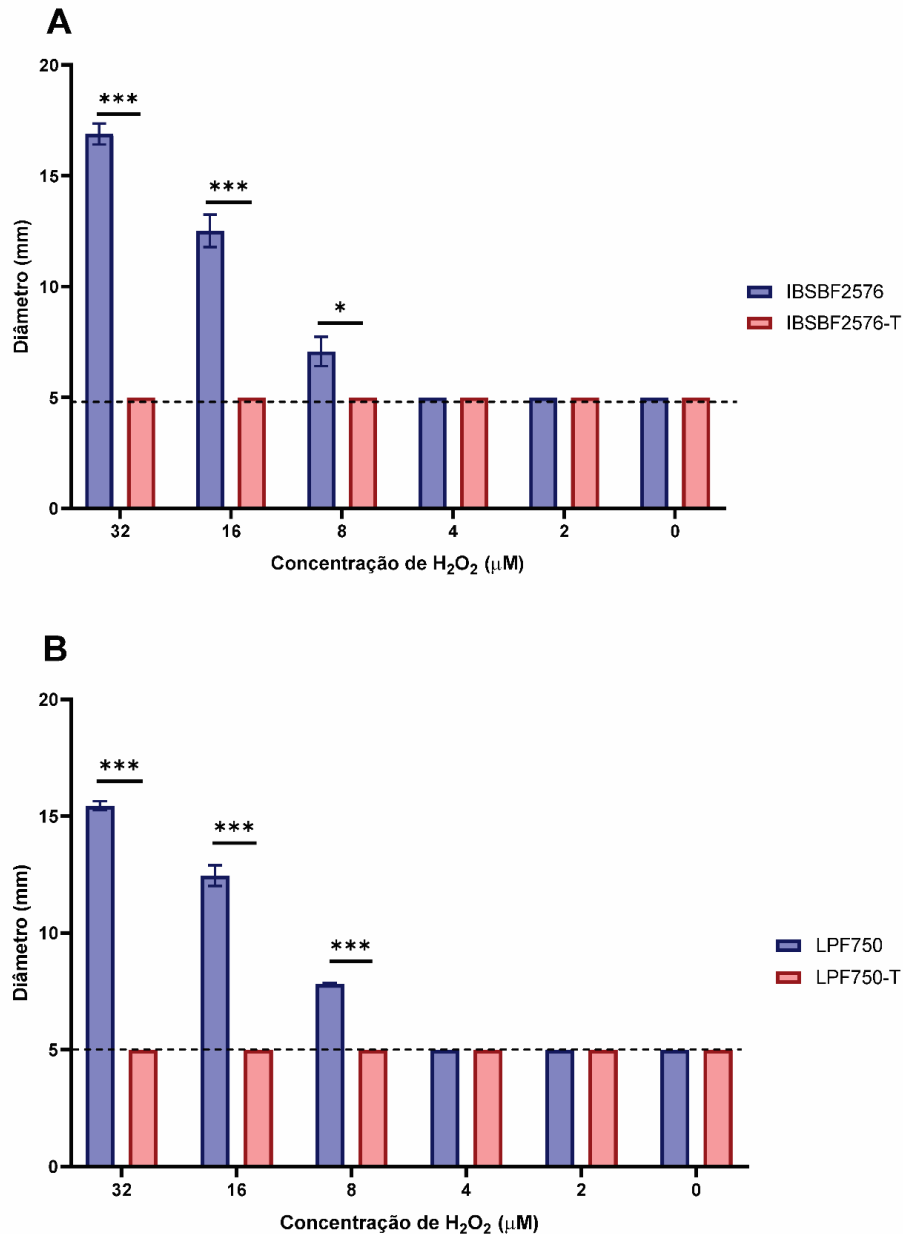 A
20
15
10
5
0
Diâmetro (mm)
***
***
*
32 16 8 4 2 0
Concentração de H₂O₂ (μM)
IBSBF2576
IBSBF2576-T
B
20
15
10
5
0
Diâmetro (mm)
***
***
***
32 16 8 4 2 0
Concentração de H₂O₂ (μM)
LPF750
LPF750-T